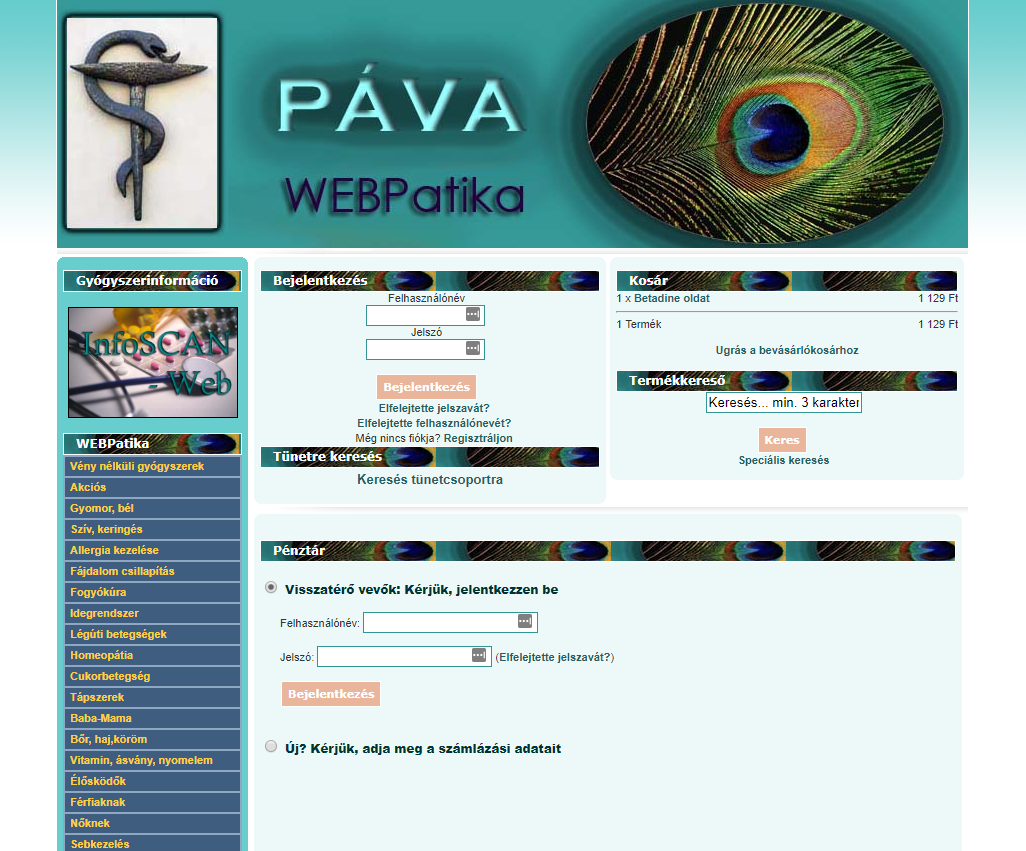 PÁVA
WEBPatika
Gyógyszerinformáció
InfoSCAN
- Web
WEBPatika
Vény nélküli gyógyszerek
Akciós
Gyomor, bél
Szív, keringés
Allergia kezelése
Fájdalom csillapítás
Fogyókúra
Idegrendszer
Légúti betegségek
Homeopátia
Cukorbetegség
Tápszerek
Baba-Mama
Bőr, haj,köröm
Vitamin, ásvány, nyomelem
Élősködők
Férfiaknak
Nőknek
Sebkezelés
Bejelentkezés
Felhasználónév
Jelszó
Bejelentkezés
Elfelejtette jelszavát?
Elfelejtette felhasználónevét?
Még nincs fiókja? Regisztráljon
Tünetre keresés
Keresés tünetcsoportra
Kosár
1 x Betadine oldat 1 129 Ft
1 Termék 1 129 Ft
Ugrás a bevásárlókosárhoz
Termékkereső
Keresés... min. 3 karakter
Keres
Speciális keresés
Pénztár
Visszatérő vevők: Kérjük, jelentkezzen be
Felhasználónév:
Jelszó: (Elfelejtette jelszavát?)
Bejelentkezés
Új? Kérjük, adja meg a számlázási adatait